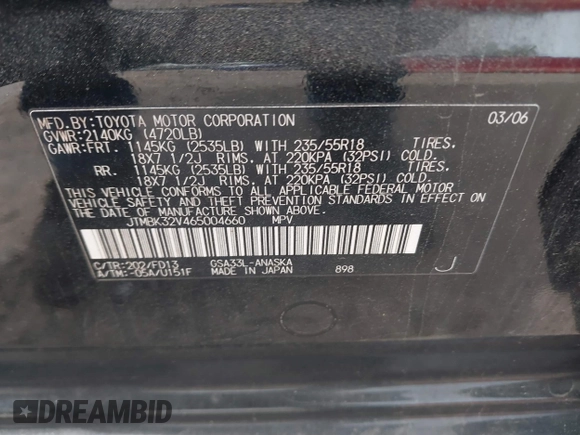 MFD.BY:TOYOTA MOTOR CORPORATION 03/06
GVWR:2140KG (4720LB)
GAWR:FRT. 1145KG (2535LB) WITH 235/55R18 TIRES.
18X7 1/2J RIMS. AT 220KPA (32PSI) COLD.
RR. 1145KG (2535LB) WITH 235/55R18 TIRES.
18X7 1/2J RIMS. AT 220KPA (32PSI) COLD.
THIS VEHICLE CONFORMS TO ALL APPLICABLE FEDERAL MOTOR
VEHICLE SAFETY AND THEFT PREVENTION STANDARDS IN EFFECT ON
THE DATE OF MANUFACTURE SHOWN ABOVE.
JTMBK32V465004660 MPV
C/TR:202/FD13 GSA33L-ANASKA
A/TM:-05A/U151F MADE IN JAPAN 898 J
DREAMBID